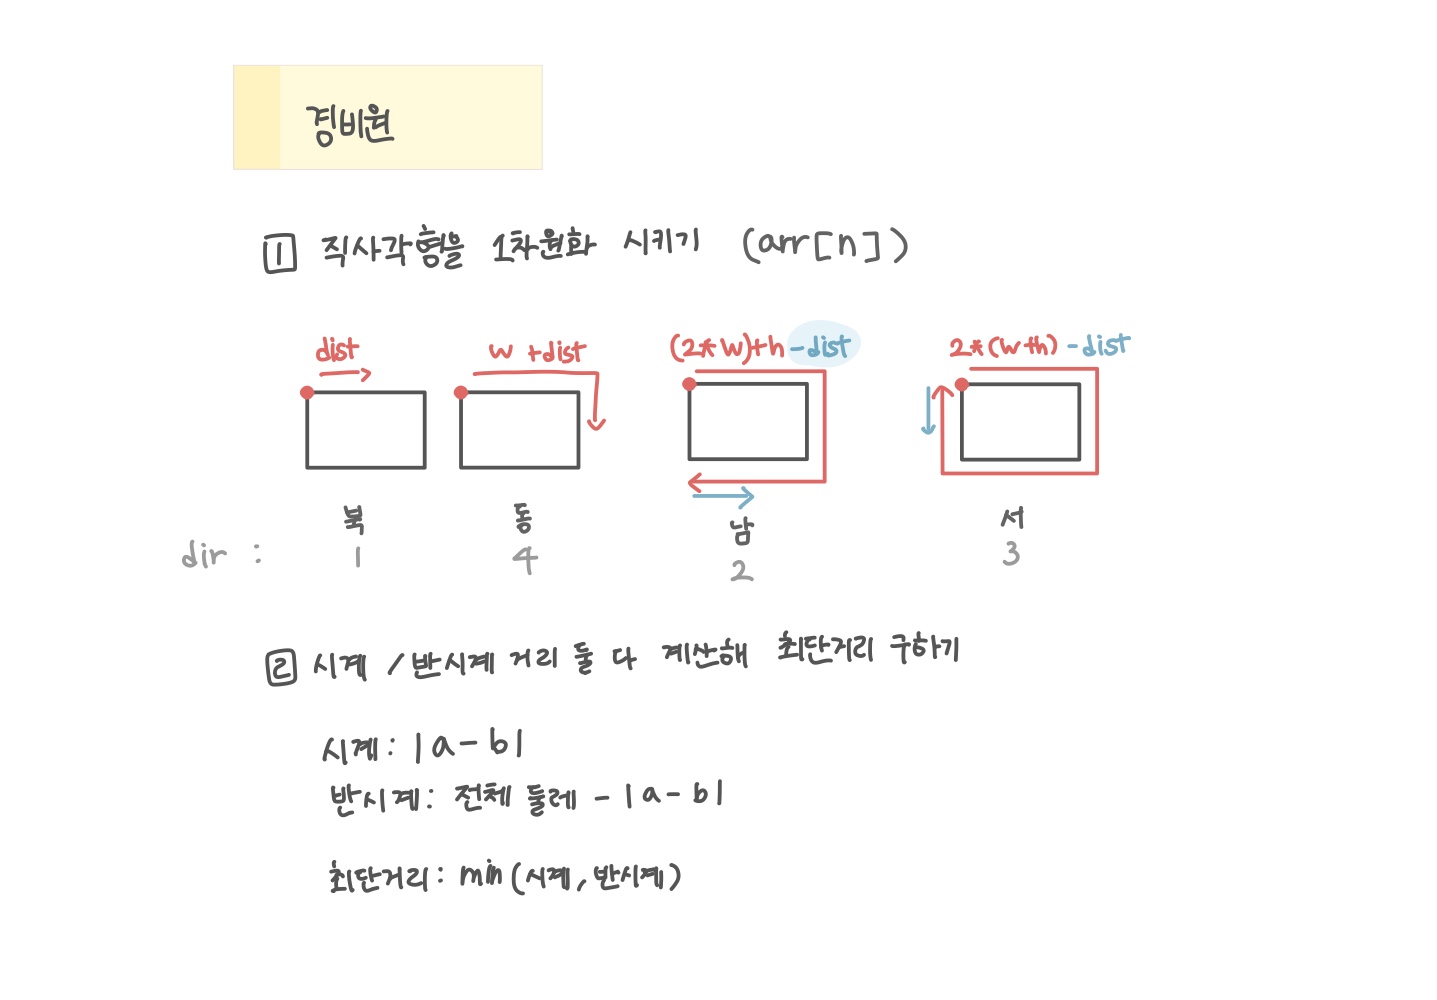 경비원
1 직사각형을 1차원화 시키기 (arr[n])
dist w +dist (2*w)+h -dist 2*(w+h) -dist
북 동 남 서
dir : 1 4 2 3
2 시계 / 반시계 거리 둘 다 계산해 최단거리 구하기
시계: |a-b|
반시계: 전체 둘레 - |a-b|
최단거리: min(시계, 반시계)